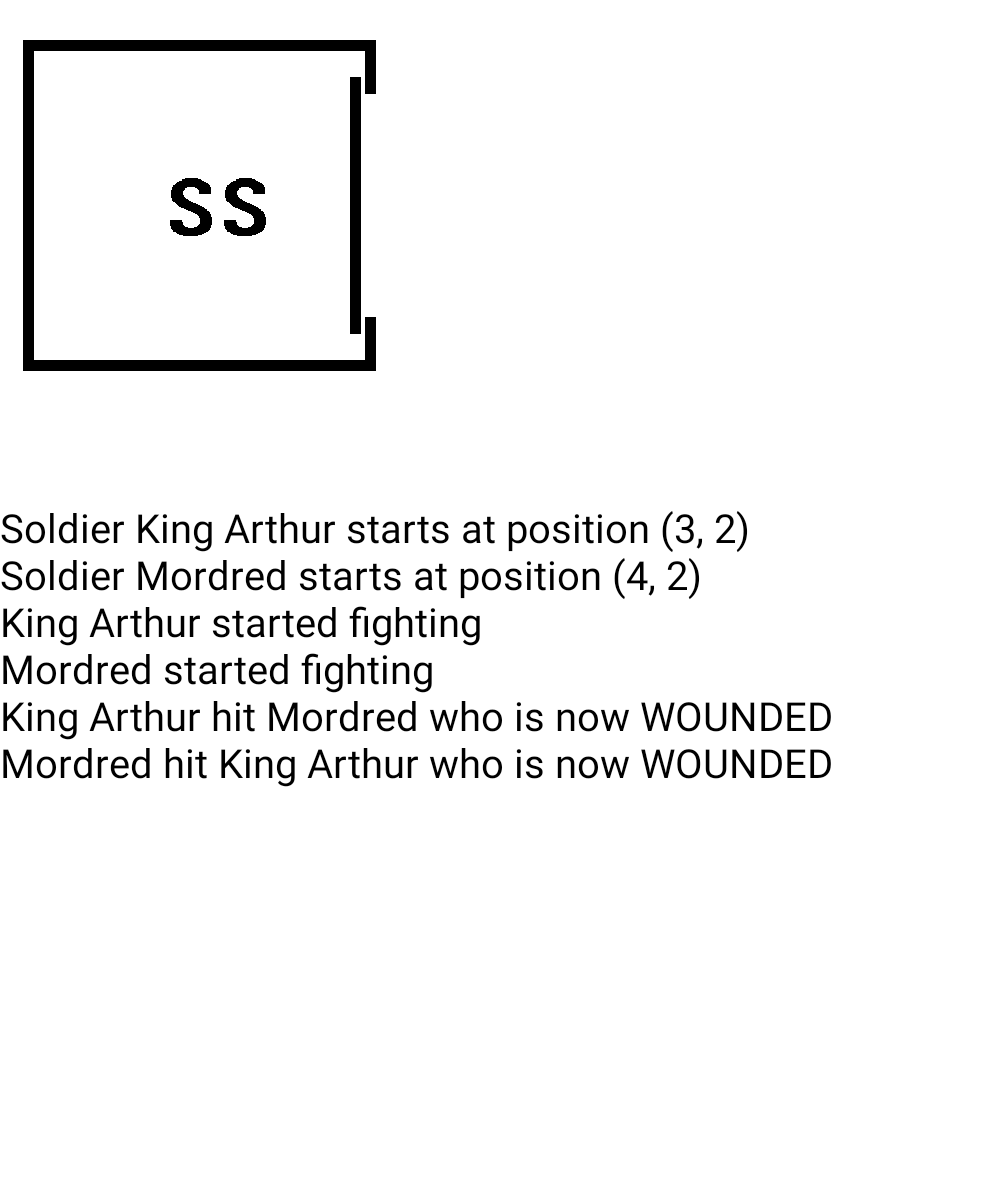 SS
Soldier King Arthur starts at position (3, 2)
Soldier Mordred starts at position (4, 2)
King Arthur started fighting
Mordred started fighting
King Arthur hit Mordred who is now WOUNDED
Mordred hit King Arthur who is now WOUNDED